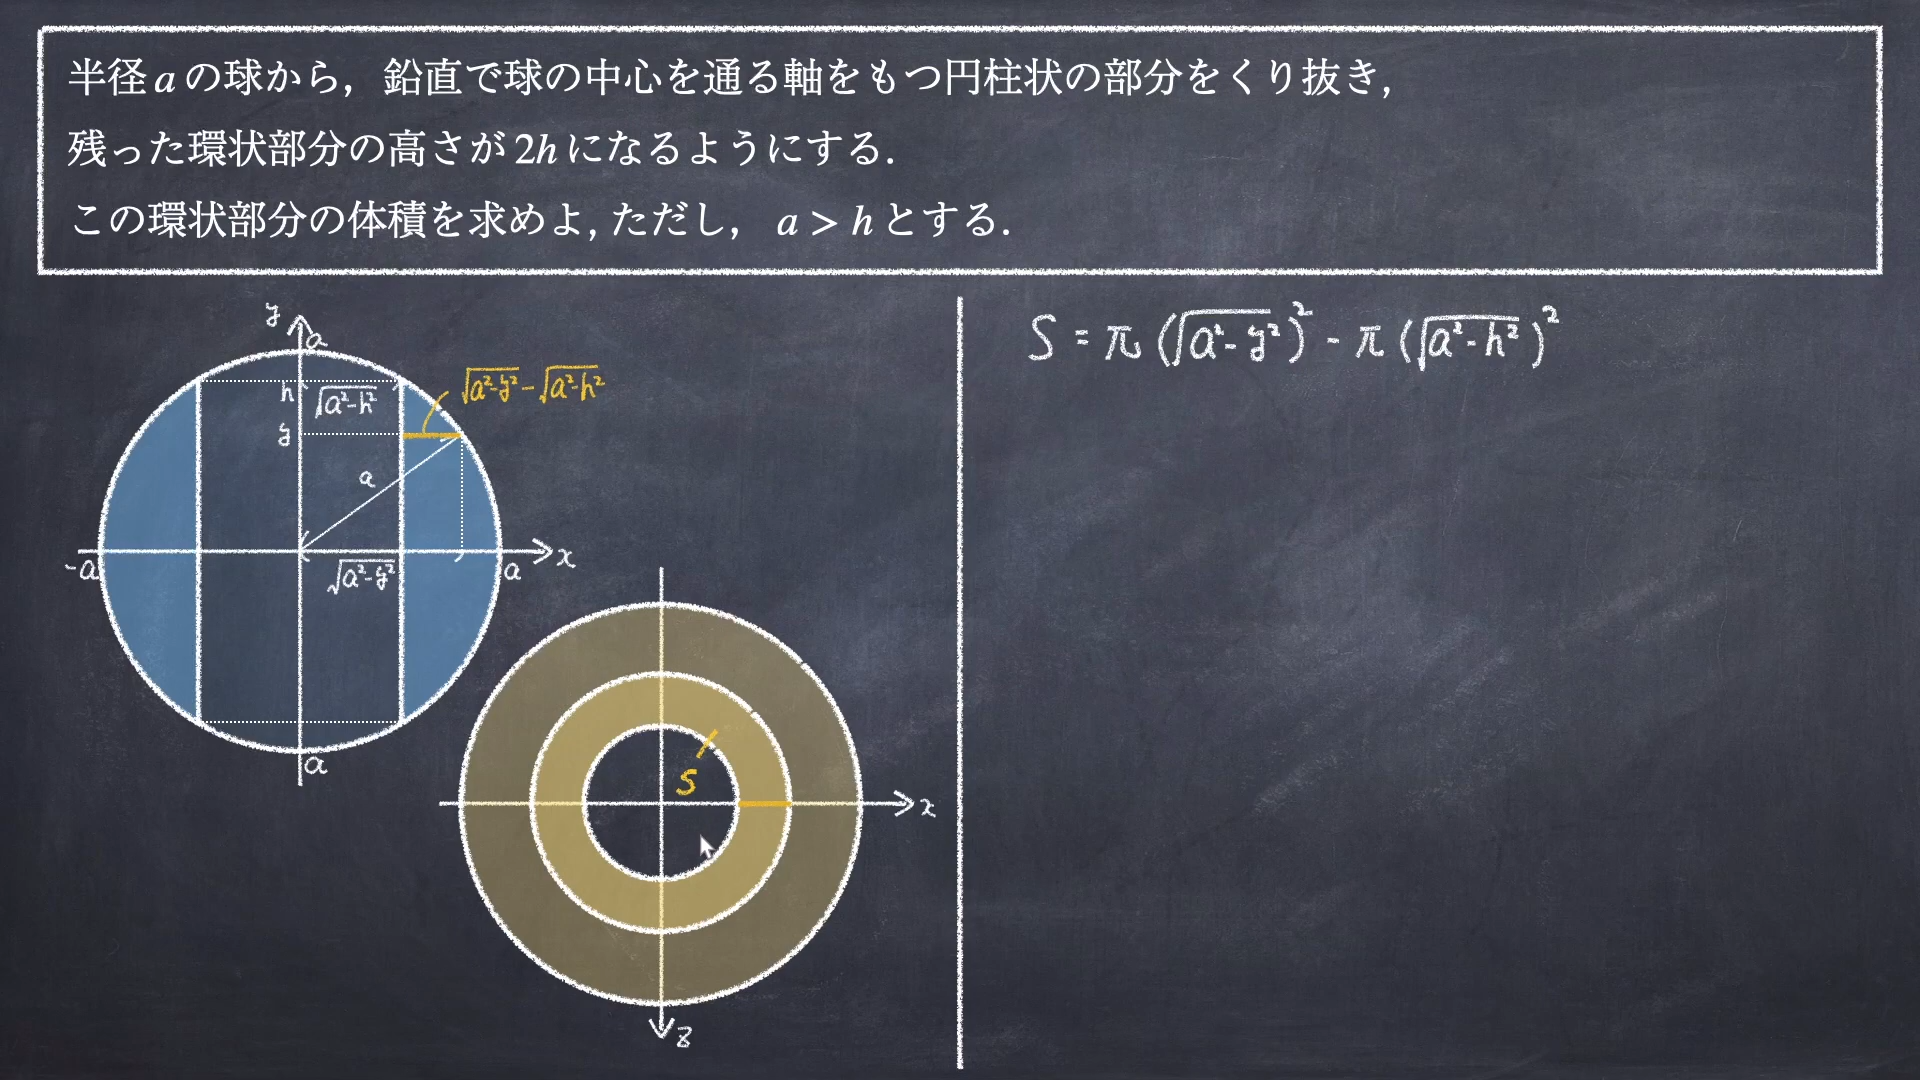 半径 a の球から，鉛直で球の中心を通る軸をもつ円柱状の部分をくり抜き，
残った環状部分の高さが 2h になるようにする．
この環状部分の体積を求めよ, ただし， a > h とする．
y
a
h
√a²-h²
√a²-y² - √a²-h²
y
a
-a
√a²-y²
a
x
a
S
x
z
S = π (√a²-y²)² - π (√a²-h²)²